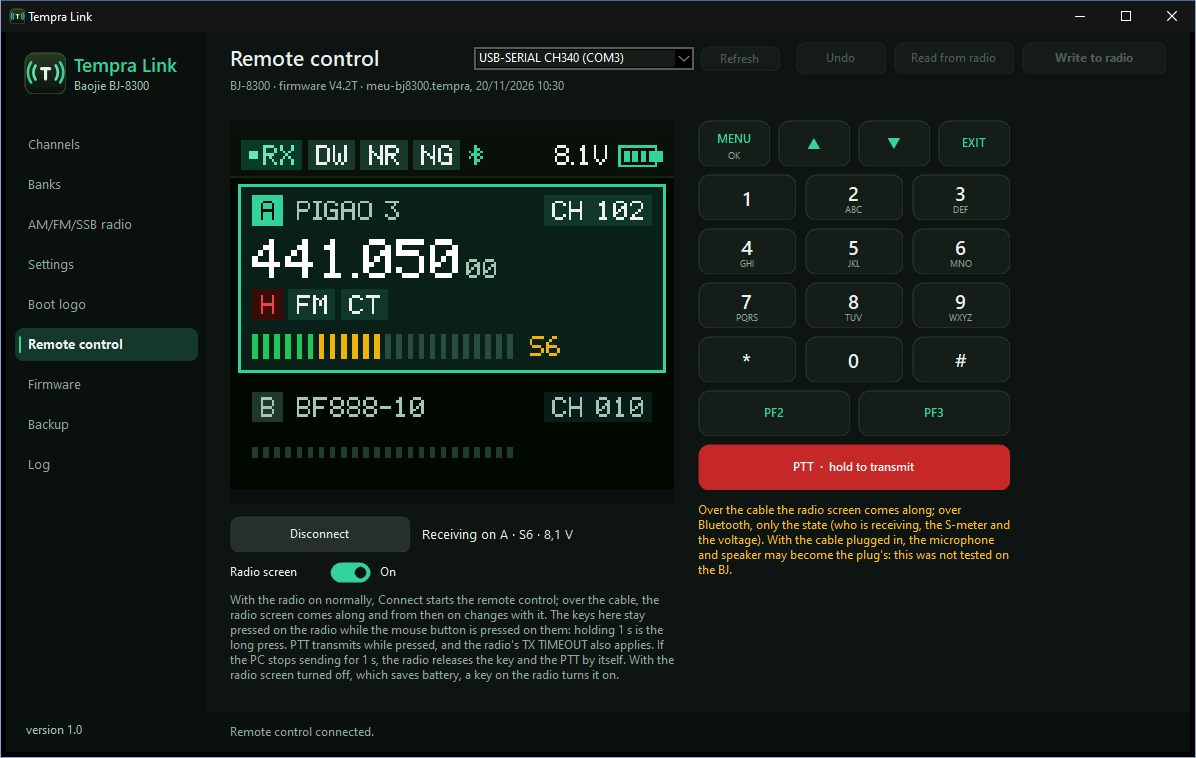 Tempra Link
Tempra Link
Baojie BJ-8300
Channels
Banks
AM/FM/SSB radio
Settings
Boot logo
Remote control
Firmware
Backup
Log
version 1.0
Remote control
USB-SERIAL CH340 (COM3)
Refresh
Undo
Read from radio
Write to radio
BJ-8300 · firmware V4.2T · meu-bj8300.tempra, 20/11/2026 10:30
RX DW NR NG 8.1V
A PIGAO 3 CH 102
441.05000
H FM CT
S6
B BF888-10 CH 010
MENU
OK
▲
▼
EXIT
1
2
ABC
3
DEF
4
GHI
5
JKL
6
MNO
7
PQRS
8
TUV
9
WXYZ
*
0
#
PF2
PF3
PTT · hold to transmit
Over the cable the radio screen comes along; over
Bluetooth, only the state (who is receiving, the S-meter and
the voltage). With the cable plugged in, the microphone
and speaker may become the plug's: this was not tested on
the BJ.
Disconnect
Receiving on A · S6 · 8,1 V
Radio screen
On
With the radio on normally, Connect starts the remote control; over the cable, the
radio screen comes along and from then on changes with it. The keys here stay
pressed on the radio while the mouse button is pressed on them: holding 1 s is the
long press. PTT transmits while pressed, and the radio's TX TIMEOUT also applies. If
the PC stops sending for 1 s, the radio releases the key and the PTT by itself. With the
radio screen turned off, which saves battery, a key on the radio turns it on.
Remote control connected.